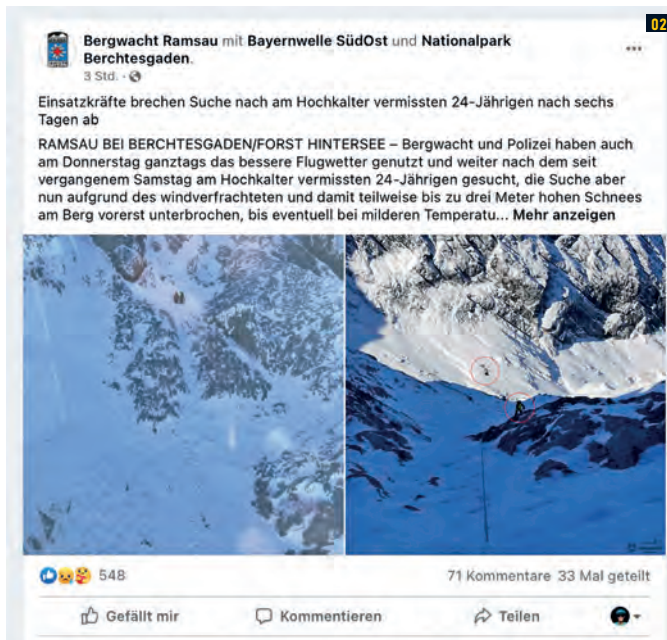 02
Bergwacht Ramsau mit Bayernwelle SüdOst und Nationalpark
Berchtesgaden.
3 Std. ·
Einsatzkräfte brechen Suche nach am Hochkalter vermissten 24-Jährigen nach sechs
Tagen ab
RAMSAU BEI BERCHTESGADEN/FORST HINTERSEE – Bergwacht und Polizei haben auch
am Donnerstag ganztags das bessere Flugwetter genutzt und weiter nach dem seit
vergangenem Samstag am Hochkalter vermissten 24-Jährigen gesucht, die Suche aber
nun aufgrund des windverfrachteten und damit teilweise bis zu drei Meter hohen Schnees
am Berg vorerst unterbrochen, bis eventuell bei milderen Temperatu... Mehr anzeigen
548
71 Kommentare 33 Mal geteilt
Gefällt mir
Kommentieren
Teilen